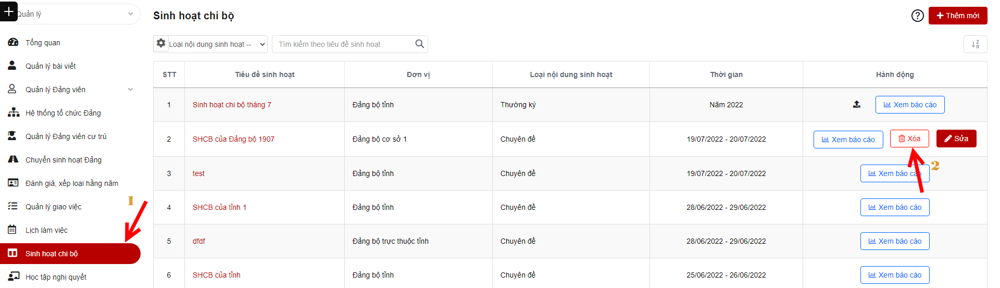 Quản lý
Tổng quan
Quản lý bài viết
Quản lý Đảng viên
Hệ thống tổ chức Đảng
Quản lý Đảng viên cư trú
Chuyển sinh hoạt Đảng
Đánh giá, xếp loại hằng năm
Quản lý giao việc
1
Lịch làm việc
Sinh hoạt chi bộ
Học tập nghị quyết
Sinh hoạt chi bộ
? Thêm mới
Loại nội dung sinh hoạt --
Tìm kiếm theo tiêu đề sinh hoạt
Z
A
STT Tiêu đề sinh hoạt Đơn vị Loại nội dung sinh hoạt Thời gian Hành động
1 Sinh hoạt chi bộ tháng 7 Đảng bộ tỉnh Thường kỳ Năm 2022 Xem báo cáo
2 SHCB của Đảng bộ 1907 Đảng bộ cơ sở 1 Chuyên đề 19/07/2022 - 20/07/2022 Xem báo cáo Xóa Sửa
2
3 test Đảng bộ tỉnh Chuyên đề 19/07/2022 - 20/07/2022 Xem báo cáo
4 SHCB của tỉnh 1 Đảng bộ tỉnh Chuyên đề 28/06/2022 - 29/06/2022 Xem báo cáo
5 dfdf Đảng bộ trực thuộc tỉnh Chuyên đề 28/06/2022 - 29/06/2022 Xem báo cáo
6 SHCB của tỉnh Đảng bộ tỉnh Chuyên đề 25/06/2022 - 26/06/2022 Xem báo cáo